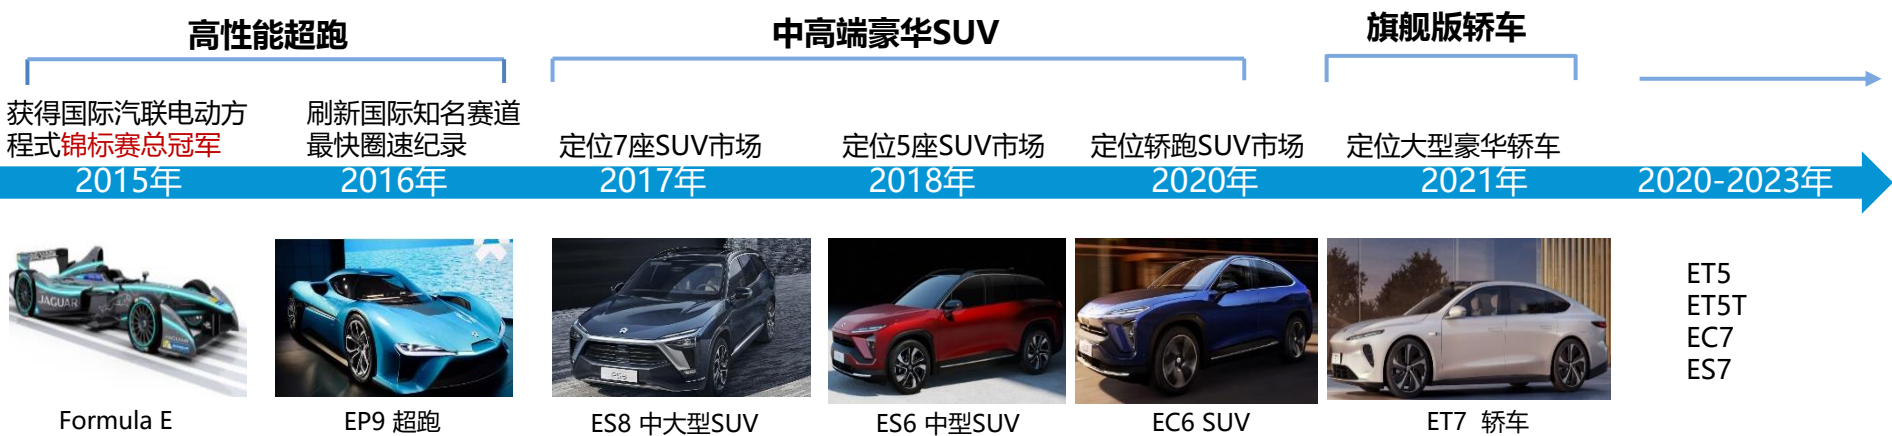 高性能超跑
中高端豪华SUV
旗舰版轿车
获得国际汽联电动方
程式锦标赛总冠军
刷新国际知名赛道
最快圈速纪录
定位7座SUV市场
定位5座SUV市场
定位轿跑SUV市场
定位大型豪华轿车
2015年
2016年
2017年
2018年
2020年
2021年
2020-2023年
JAGUAR
ES8
ET5
ET5T
EC7
ES7
Formula E
EP9 超跑
ES8 中大型SUV
ES6 中型SUV
EC6 SUV
ET7 轿车